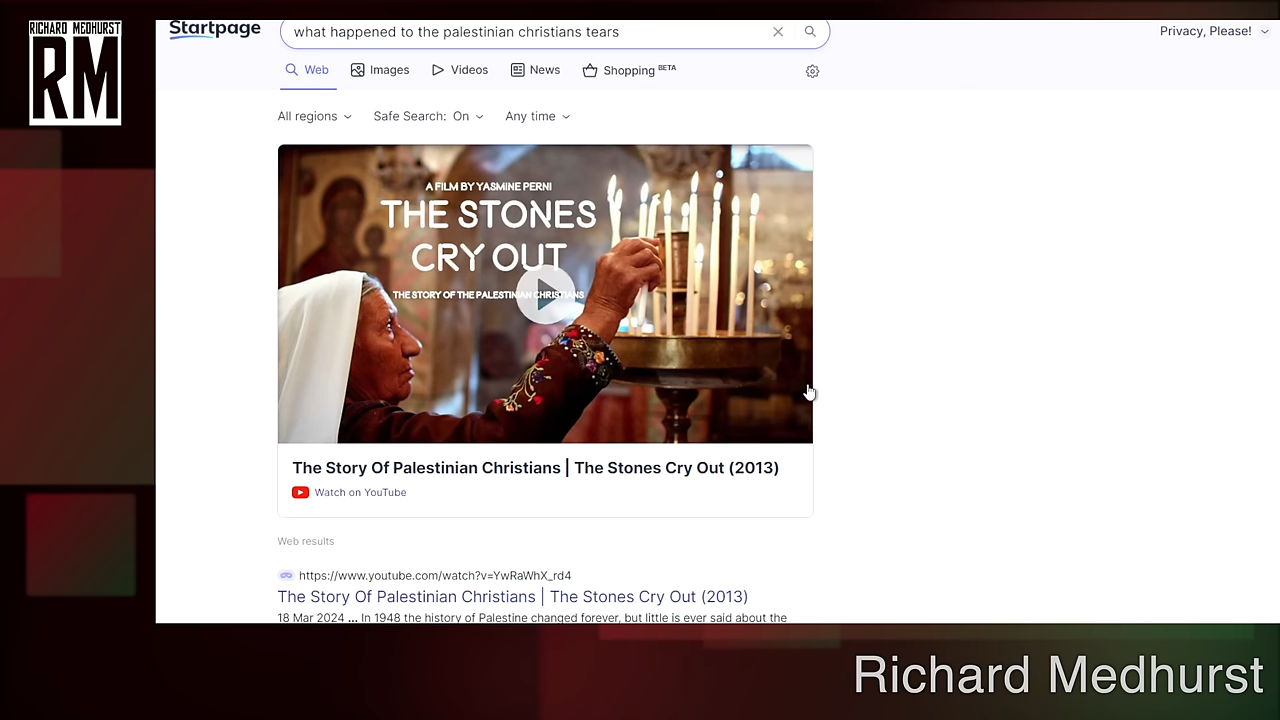 RICHARD MEDHURST
RM
Startpage
what happened to the palestinian christians tears
Privacy, Please!
Web Images Videos News Shopping BETA
All regions Safe Search: On Any time
A FILM BY YASMINE PERNI
THE STONES
CRY OUT
THE STORY OF THE PALESTINIAN CHRISTIANS
The Story Of Palestinian Christians | The Stones Cry Out (2013)
Watch on YouTube
Web results
https://www.youtube.com/watch?v=YwRaWhX_rd4
The Story Of Palestinian Christians | The Stones Cry Out (2013)
18 Mar 2024 ... In 1948 the history of Palestine changed forever, but little is ever said about the
Richard Medhurst